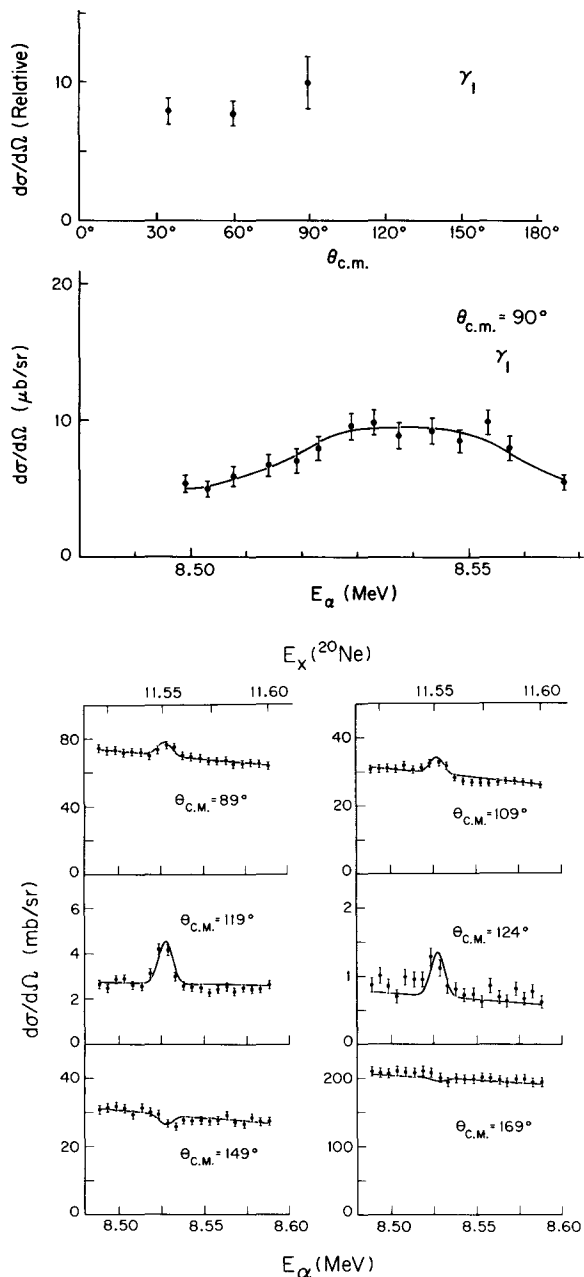 dσ/dΩ (Relative)
10
0
γ₁
0° 30° 60° 90° 120° 150° 180°
θc.m.
dσ/dΩ (μb/sr)
20
10
0
θc.m. = 90°
γ₁
8.50 8.55
Eα (MeV)
Ex (²⁰Ne)
11.55 11.60 11.55 11.60
dσ/dΩ (mb/sr)
80
40
0
θC.M. = 89°
40
20
0
θC.M. = 109°
6
4
2
0
θC.M. = 119°
2
1
0
θC.M. = 124°
40
20
0
θC.M. = 149°
200
100
0
θC.M. = 169°
8.50 8.55 8.60 8.50 8.55 8.60
Eα (MeV)